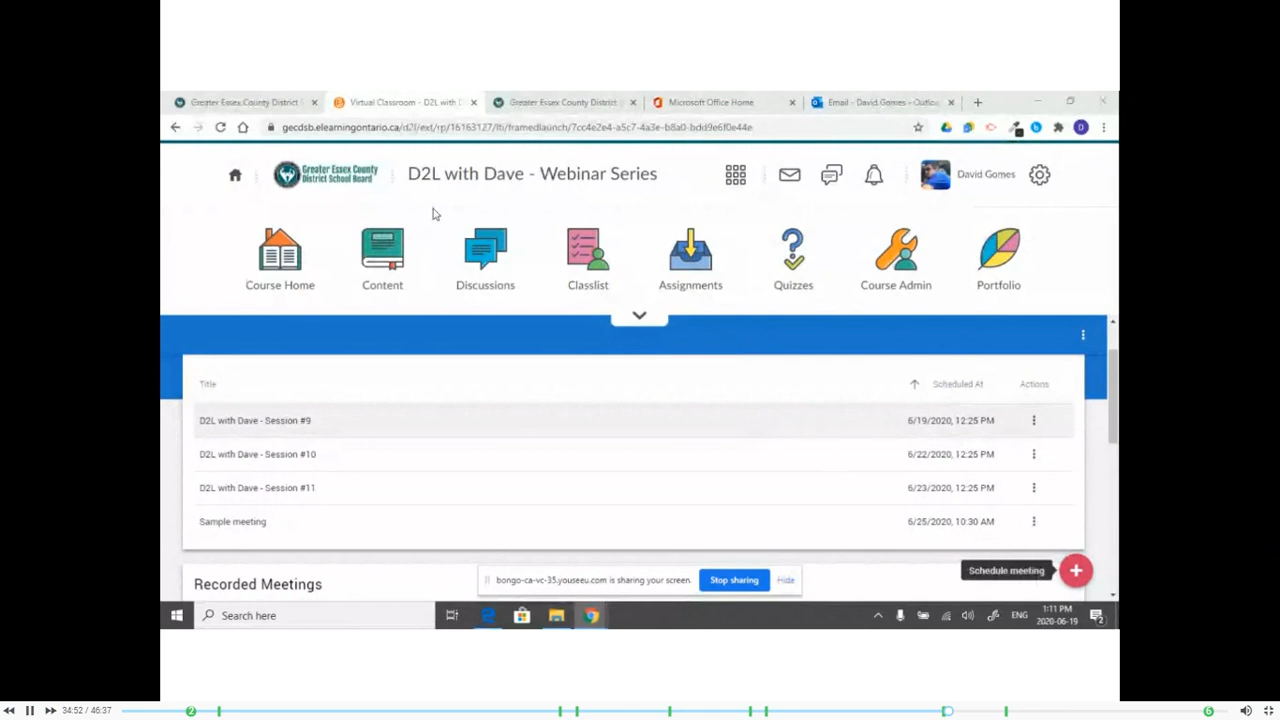 Greater Essex County District
Virtual Classroom - D2L with D
Greater Essex County District
Microsoft Office Home
Email - David.Gomes - Outloo
gecdsb.elearningontario.ca/d2l/ext/rp/16163127/lti/framedlaunch/7cc4e2e4-a5c7-4a3e-b8a0-bdd9e6f0e44e
D
Greater Essex County
District School Board
D2L with Dave - Webinar Series
David Gomes
Course Home
Content
Discussions
Classlist
Assignments
Quizzes
Course Admin
Portfolio
Title
Scheduled At
Actions
D2L with Dave - Session #9
6/19/2020, 12:25 PM
D2L with Dave - Session #10
6/22/2020, 12:25 PM
D2L with Dave - Session #11
6/23/2020, 12:25 PM
Sample meeting
6/25/2020, 10:30 AM
Schedule meeting
Recorded Meetings
bongo-ca-vc-35.youseeu.com is sharing your screen.
Stop sharing
Hide
Search here
ENG
1:11 PM
2020-06-19
2
34:52 / 46:37
2
6